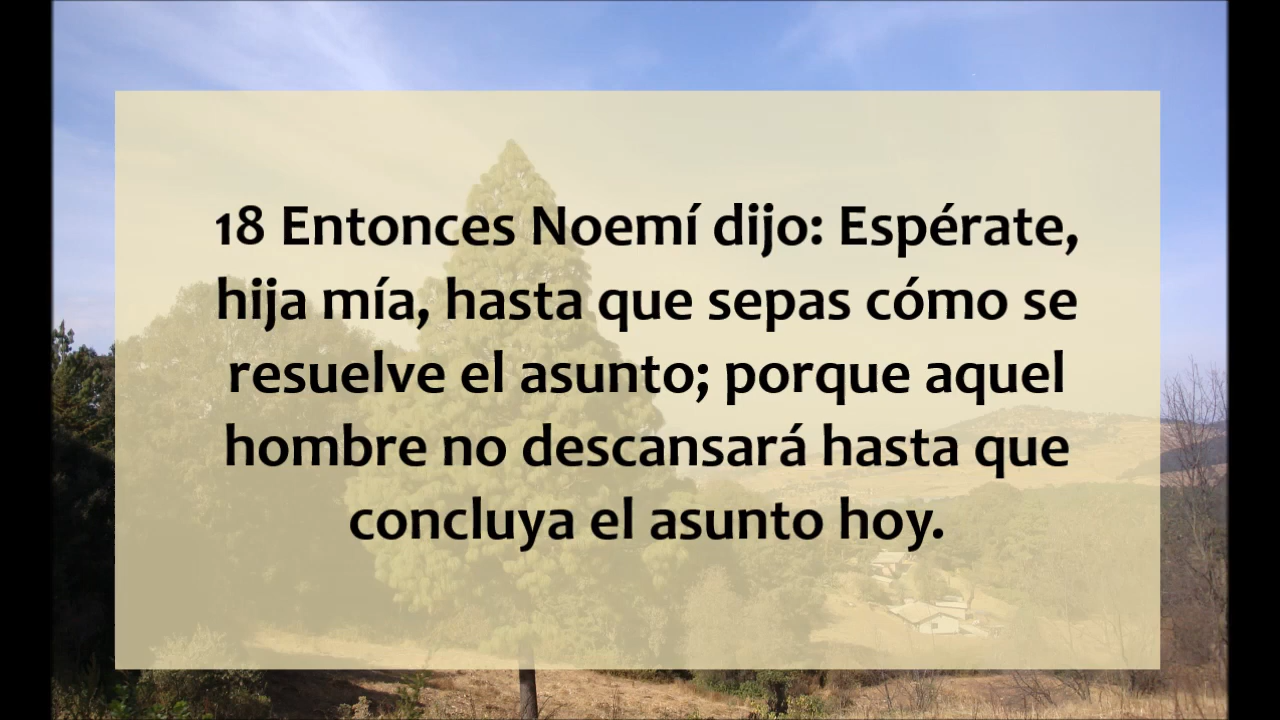 18 Entonces Noemí dijo: Espérate,
hija mía, hasta que sepas cómo se
resuelve el asunto; porque aquel
hombre no descansará hasta que
concluya el asunto hoy.